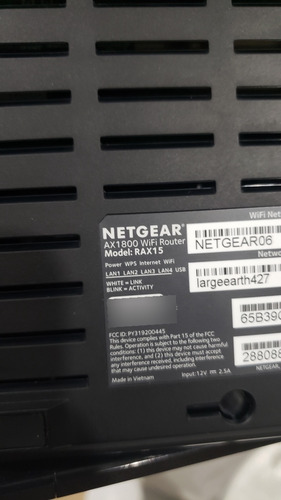 NETGEAR®
AX1800 WiFi Router
Model: RAX15
Power WPS Internet WiFi
LAN1 LAN2 LAN3 LAN4 USB
WHITE = LINK
BLINK = ACTIVITY
FCC ID: PY319200445
This device complies with Part 15 of the FCC
Rules. Operation is subject to the following two
conditions: (1) this device may not cause harmful
interference, and (2) this device must accept
any interference received, including interference
that may cause undesired operation.
Made in Vietnam
Input: 12V ⎓ 2.5A
WiFi Net
NETGEAR06
Netwo
largeearth427
65B390
288088
NETGEAR,